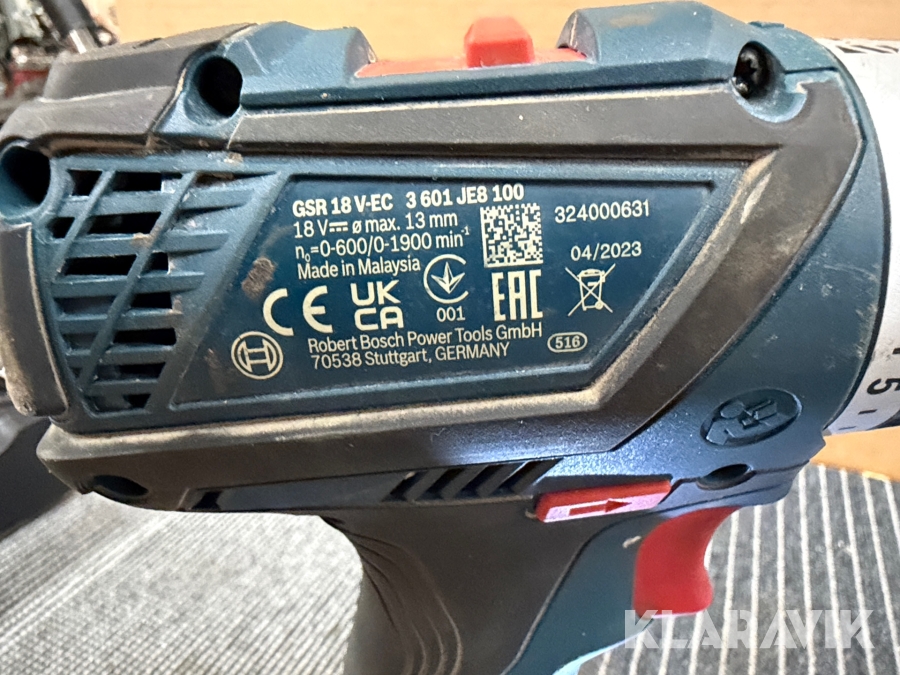 GSR 18 V-EC 3 601 JE8 100
18 V⎓ ø max. 13 mm
n₀=0-600/0-1900 min⁻¹
Made in Malaysia
324000631
04/2023
CE UK CA 001 EAC
Robert Bosch Power Tools GmbH
70538 Stuttgart, GERMANY
516
15
KLARAVIK